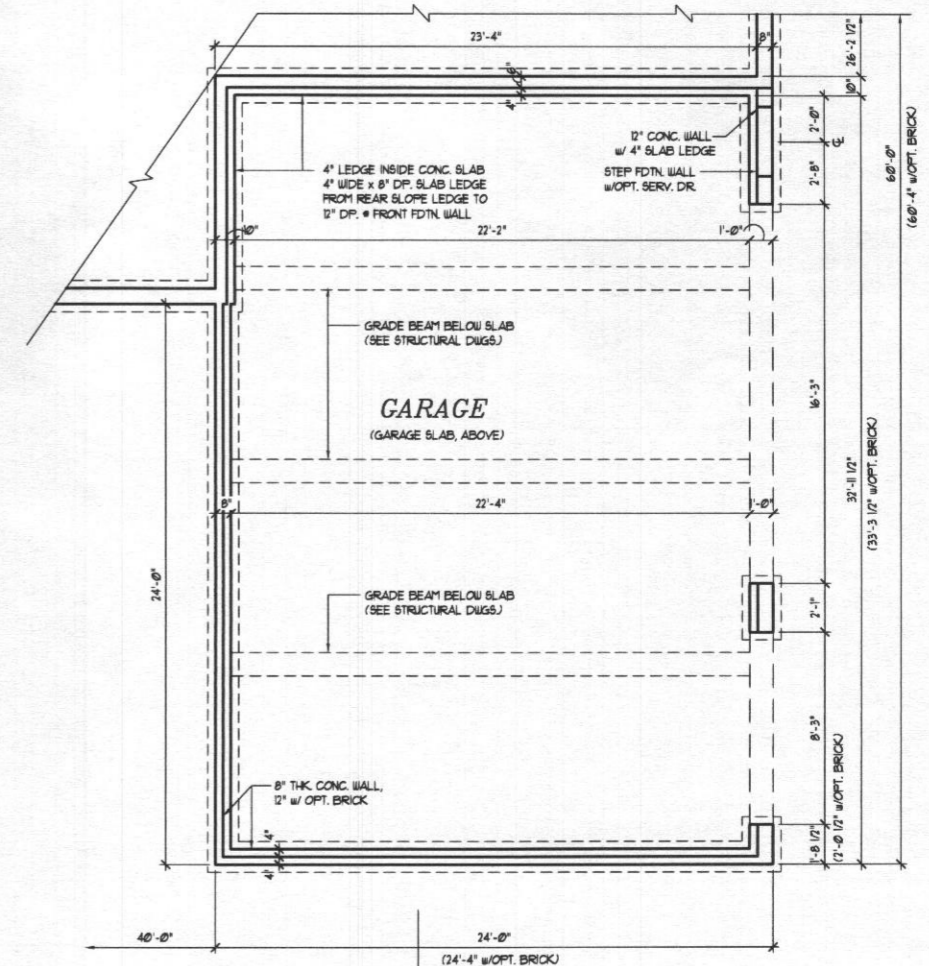 23'-4"
8"
6"
4"
26'-2 1/2"
10"
2'-0"
℄
2'-8"
60'-0"
(60'-4" w/OPT. BRICK)
12" CONC. WALL
w/ 4" SLAB LEDGE
STEP FDTN. WALL
w/OPT. SERV. DR.
4" LEDGE INSIDE CONC. SLAB
4" WIDE x 8" DP. SLAB LEDGE
FROM REAR SLOPE LEDGE TO
12" DP. @ FRONT FDTN. WALL
10"
22'-2"
1'-0"
GRADE BEAM BELOW SLAB
(SEE STRUCTURAL DWGS.)
GARAGE
(GARAGE SLAB, ABOVE)
16'-3"
32'-11 1/2"
(33'-3 1/2" w/OPT. BRICK)
8"
22'-4"
1'-0"
24'-0"
GRADE BEAM BELOW SLAB
(SEE STRUCTURAL DWGS.)
2'-1"
8'-3"
8" THK. CONC. WALL,
12" w/ OPT. BRICK
4"
4"
1'-8 1/2"
(2'-0 1/2" w/OPT. BRICK)
40'-0"
24'-0"
(24'-4" w/OPT. BRICK)